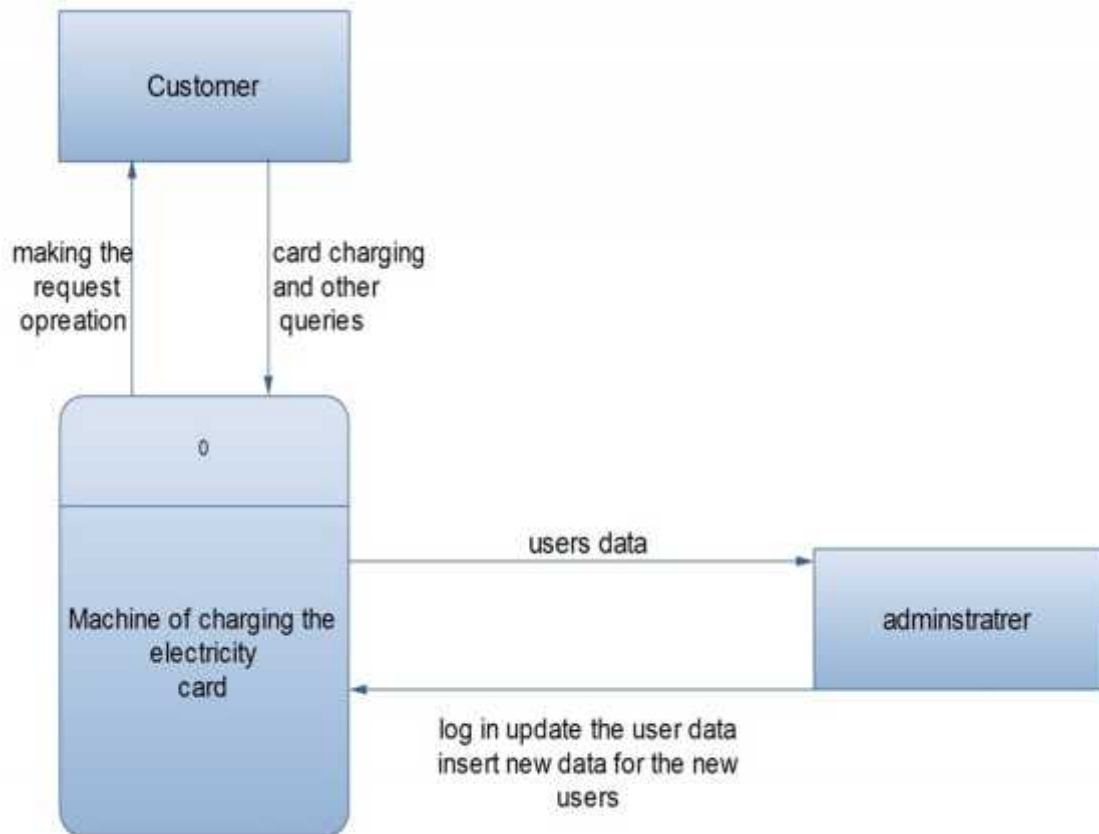 Customer
making the
request
opreation
card charging
and other
queries
0
Machine of charging the
electricity
card
users data
adminstratrer
log in update the user data
insert new data for the new
users